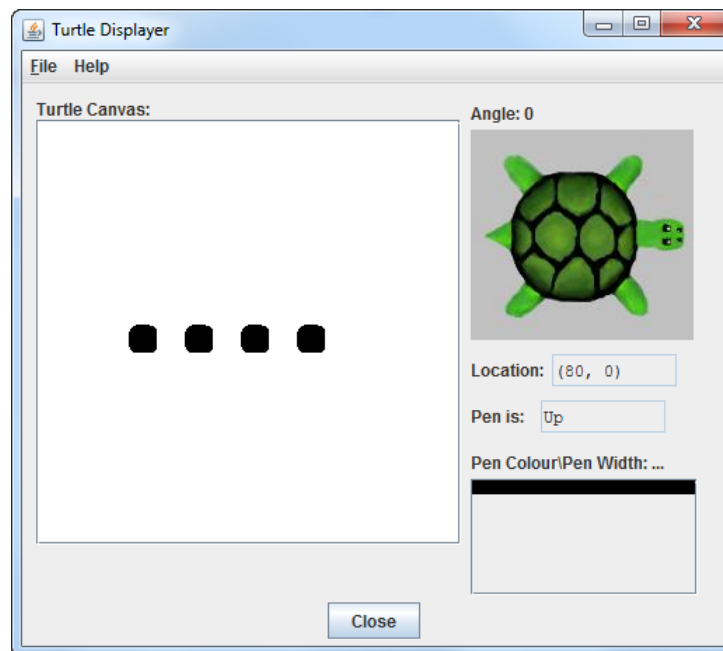 Turtle Displayer
File Help
Turtle Canvas:
Angle: 0
Location: (80, 0)
Pen is: Up
Pen Colour\Pen Width: ...
Close